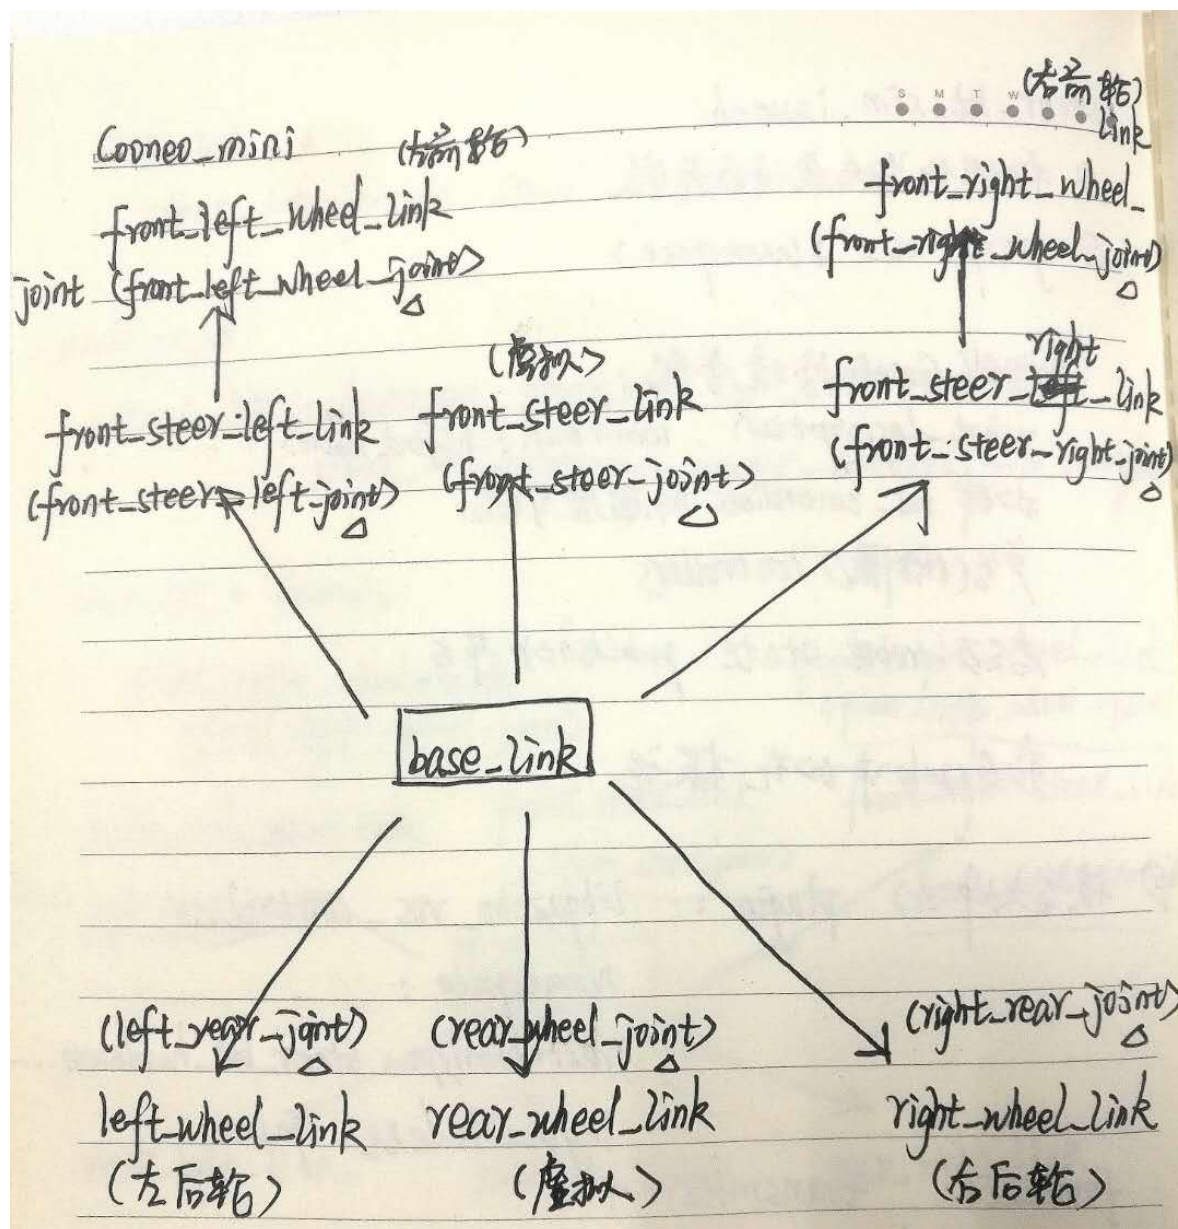 S M T W
(右前轮)
Cooneo_mini
(左前轮)
link
front_left_wheel_link
front_right_wheel_
joint (front_left_wheel_joint)
(front_right_wheel_joint)
(虚拟)
right
front_steer_left_link
front_steer_link
front_steer_left_link
(front_steer_left_joint)
(front_steer_joint)
(front_steer_right_joint)
base_link
(left_rear_joint)
(rear_wheel_joint)
(right_rear_joint)
left_wheel_link
rear_wheel_link
right_wheel_link
(左后轮)
(虚拟)
(右后轮)